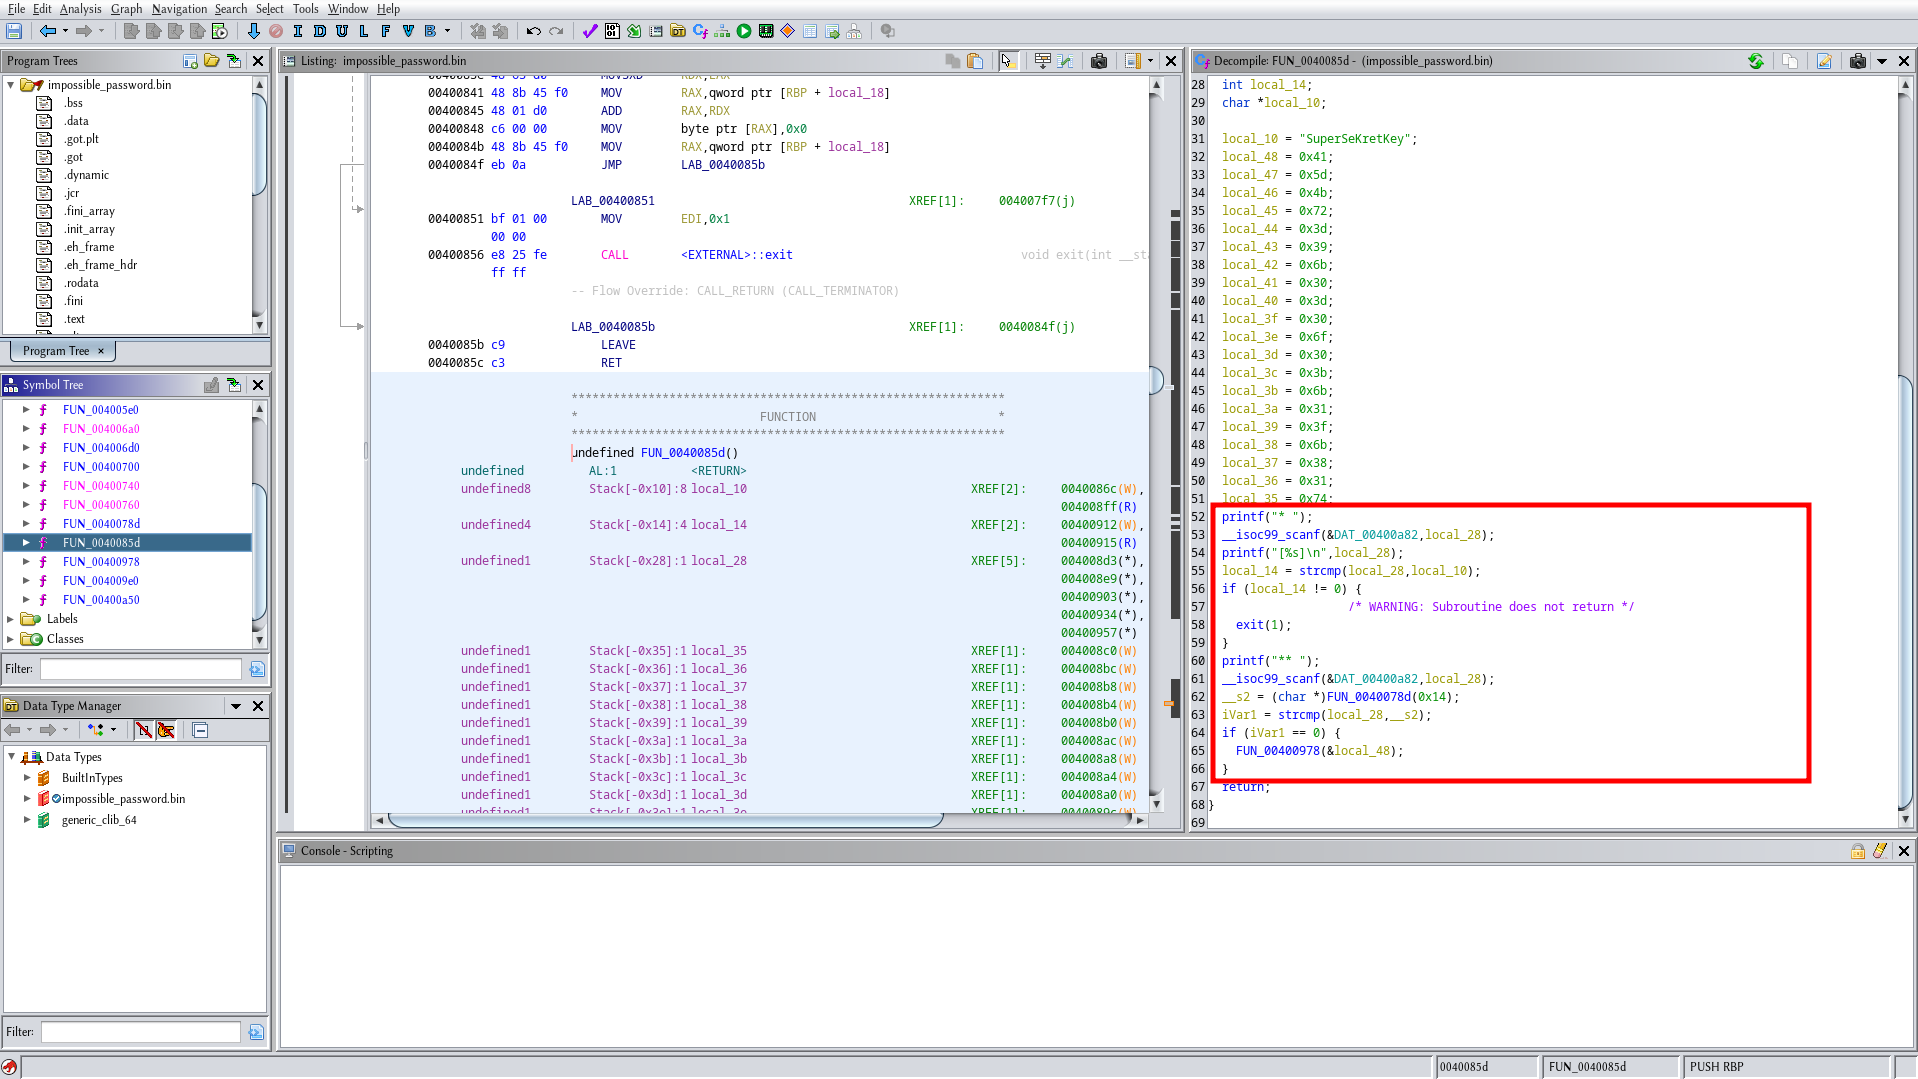 File Edit Analysis Graph Navigation Search Select Tools Window Help
I D U L F V B
Program Trees
impossible_password.bin
.bss
.data
.got.plt
.got
.dynamic
.jcr
.fini_array
.init_array
.eh_frame
.eh_frame_hdr
.rodata
.fini
.text
Program Tree ×
Symbol Tree
FUN_004005e0
FUN_004006a0
FUN_004006d0
FUN_00400700
FUN_00400740
FUN_00400760
FUN_0040078d
FUN_0040085d
FUN_00400978
FUN_004009e0
FUN_00400a50
Labels
Classes
Filter:
Data Type Manager
Data Types
BuiltInTypes
impossible_password.bin
generic_clib_64
Filter:
Listing: impossible_password.bin
0040083e 48 63 d0 MOVSXD RDX,EAX
00400841 48 8b 45 f0 MOV RAX,qword ptr [RBP + local_18]
00400845 48 01 d0 ADD RAX,RDX
00400848 c6 00 00 MOV byte ptr [RAX],0x0
0040084b 48 8b 45 f0 MOV RAX,qword ptr [RBP + local_18]
0040084f eb 0a JMP LAB_0040085b
LAB_00400851 XREF[1]: 004007f7(j)
00400851 bf 01 00 MOV EDI,0x1
00 00
00400856 e8 25 fe CALL <EXTERNAL>::exit void exit(int __sta
ff ff
-- Flow Override: CALL_RETURN (CALL_TERMINATOR)
LAB_0040085b XREF[1]: 0040084f(j)
0040085b c9 LEAVE
0040085c c3 RET
**************************************************************
* FUNCTION *
**************************************************************
undefined FUN_0040085d()
undefined AL:1 <RETURN>
undefined8 Stack[-0x10]:8 local_10 XREF[2]: 0040086c(W),
004008ff(R)
undefined4 Stack[-0x14]:4 local_14 XREF[2]: 00400912(W),
00400915(R)
undefined1 Stack[-0x28]:1 local_28 XREF[5]: 004008d3(*),
004008e9(*),
00400903(*),
00400934(*),
00400957(*)
undefined1 Stack[-0x35]:1 local_35 XREF[1]: 004008c0(W)
undefined1 Stack[-0x36]:1 local_36 XREF[1]: 004008bc(W)
undefined1 Stack[-0x37]:1 local_37 XREF[1]: 004008b8(W)
undefined1 Stack[-0x38]:1 local_38 XREF[1]: 004008b4(W)
undefined1 Stack[-0x39]:1 local_39 XREF[1]: 004008b0(W)
undefined1 Stack[-0x3a]:1 local_3a XREF[1]: 004008ac(W)
undefined1 Stack[-0x3b]:1 local_3b XREF[1]: 004008a8(W)
undefined1 Stack[-0x3c]:1 local_3c XREF[1]: 004008a4(W)
undefined1 Stack[-0x3d]:1 local_3d XREF[1]: 004008a0(W)
undefined1 Stack[-0x3e]:1 local_3e XREF[1]: 0040089c(W)
Decompile: FUN_0040085d - (impossible_password.bin)
28 int local_14;
29 char *local_10;
30
31 local_10 = "SuperSeKretKey";
32 local_48 = 0x41;
33 local_47 = 0x5d;
34 local_46 = 0x4b;
35 local_45 = 0x72;
36 local_44 = 0x3d;
37 local_43 = 0x39;
38 local_42 = 0x6b;
39 local_41 = 0x30;
40 local_40 = 0x3d;
41 local_3f = 0x30;
42 local_3e = 0x6f;
43 local_3d = 0x30;
44 local_3c = 0x3b;
45 local_3b = 0x6b;
46 local_3a = 0x31;
47 local_39 = 0x3f;
48 local_38 = 0x6b;
49 local_37 = 0x38;
50 local_36 = 0x31;
51 local_35 = 0x74;
52 printf("* ");
53 __isoc99_scanf(&DAT_00400a82,local_28);
54 printf("[%s]\n",local_28);
55 local_14 = strcmp(local_28,local_10);
56 if (local_14 != 0) {
57 /* WARNING: Subroutine does not return */
58 exit(1);
59 }
60 printf("** ");
61 __isoc99_scanf(&DAT_00400a82,local_28);
62 __s2 = (char *)FUN_0040078d(0x14);
63 iVar1 = strcmp(local_28,__s2);
64 if (iVar1 == 0) {
65 FUN_00400978(&local_48);
66 }
67 return;
68 }
69
Console - Scripting
0040085d FUN_0040085d PUSH RBP